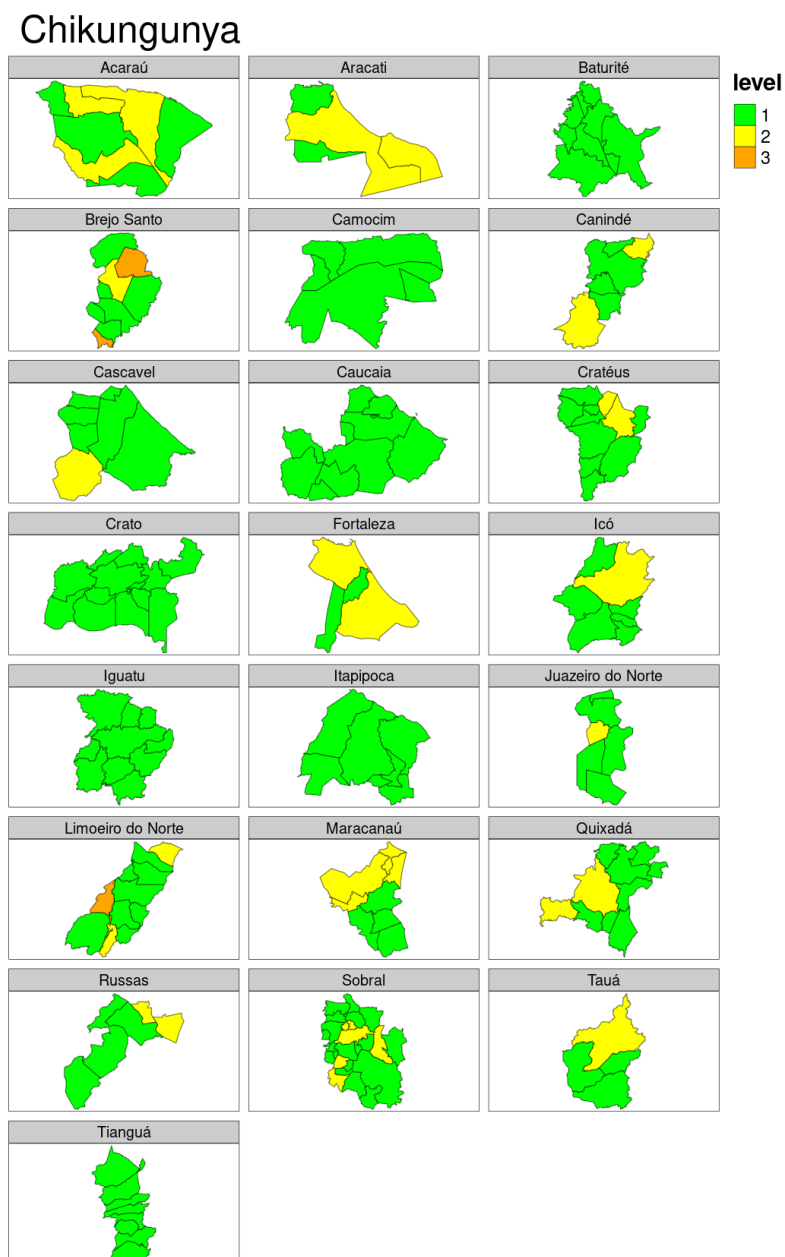 Chikungunya
Acaraú
Aracati
Baturité
level
1
2
3
Brejo Santo
Camocim
Canindé
Cascavel
Caucaia
Cratéus
Crato
Fortaleza
Icó
Iguatu
Itapipoca
Juazeiro do Norte
Limoeiro do Norte
Maracanaú
Quixadá
Russas
Sobral
Tauá
Tianguá